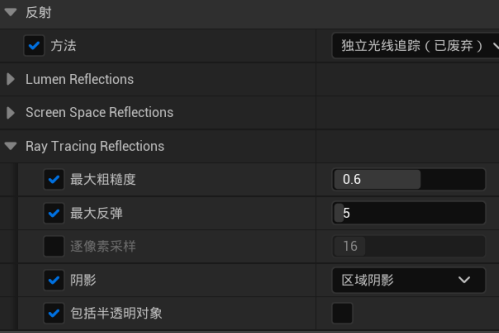 反射
方法 独立光线追踪（已废弃）
Lumen Reflections
Screen Space Reflections
Ray Tracing Reflections
最大粗糙度 0.6
最大反弹 5
逐像素采样 16
阴影 区域阴影
包括半透明对象